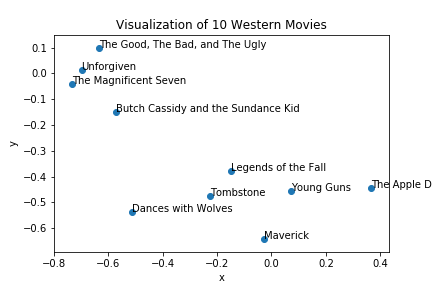 Visualization of 10 Western Movies
0.1
0.0
−0.1
−0.2
−0.3
−0.4
−0.5
−0.6
y
The Good, The Bad, and The Ugly
Unforgiven
The Magnificent Seven
Butch Cassidy and the Sundance Kid
Legends of the Fall
The Apple D
Young Guns
Tombstone
Dances with Wolves
Maverick
−0.8
−0.6
−0.4
−0.2
0.0
0.2
0.4
x